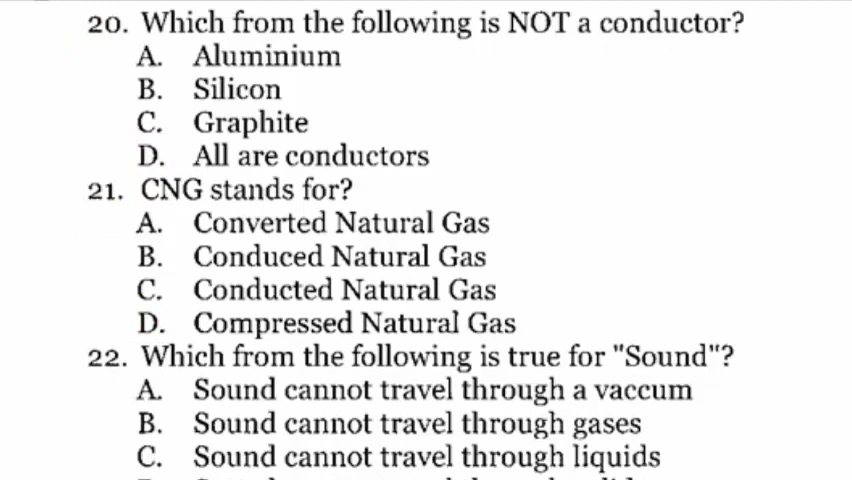 20. Which from the following is NOT a conductor?
A. Aluminium
B. Silicon
C. Graphite
D. All are conductors
21. CNG stands for?
A. Converted Natural Gas
B. Conduced Natural Gas
C. Conducted Natural Gas
D. Compressed Natural Gas
22. Which from the following is true for "Sound"?
A. Sound cannot travel through a vaccum
B. Sound cannot travel through gases
C. Sound cannot travel through liquids